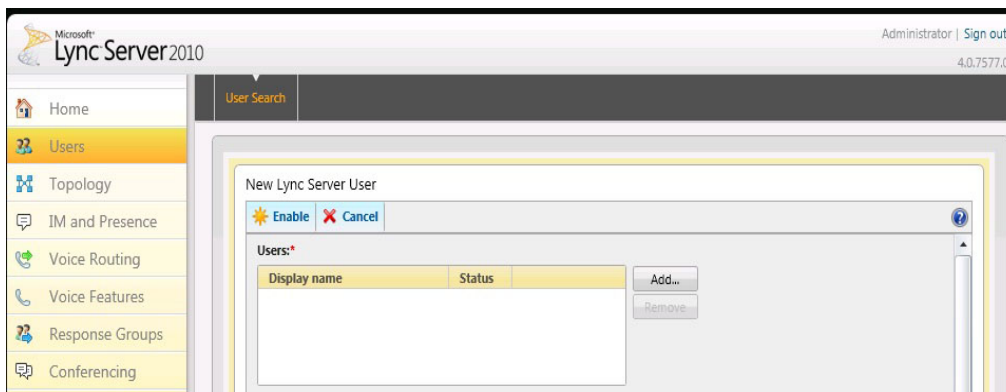 Microsoft®
Lync Server 2010
Administrator | Sign out
4.0.7577.0
Home
Users
Topology
IM and Presence
Voice Routing
Voice Features
Response Groups
Conferencing
User Search
New Lync Server User
Enable Cancel
Users:*
Display name Status
Add...
Remove